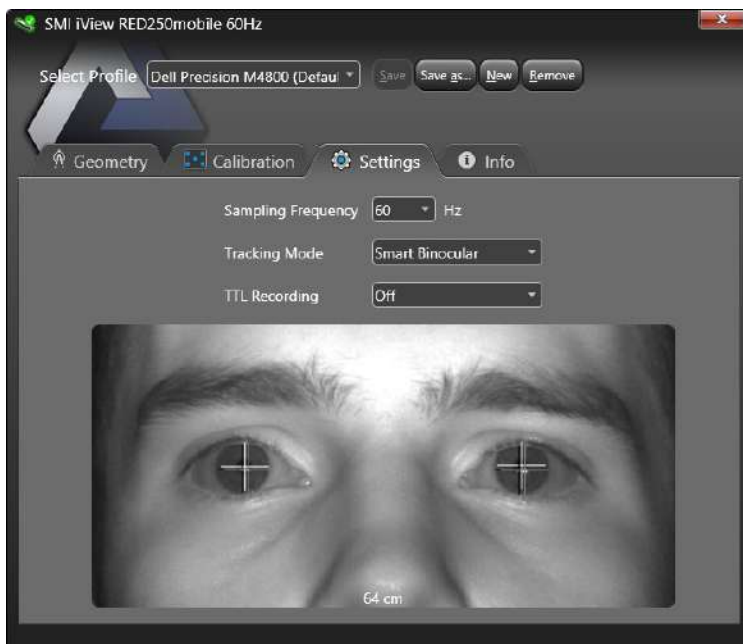 SMI iView RED250mobile 60Hz
Select Profile Dell Precision M4800 (Defaul Save Save as... New Remove
Geometry Calibration Settings Info
Sampling Frequency 60 Hz
Tracking Mode Smart Binocular
TTL Recording Off
64 cm